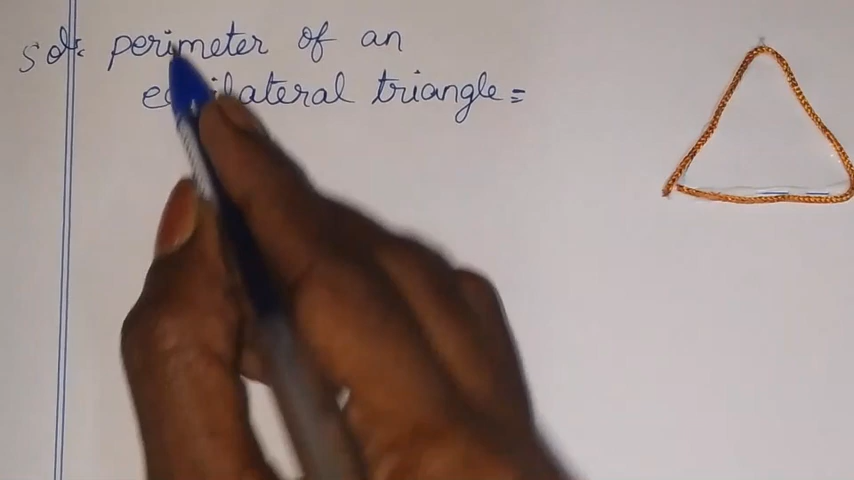 Sol: perimeter of an
equilateral triangle =